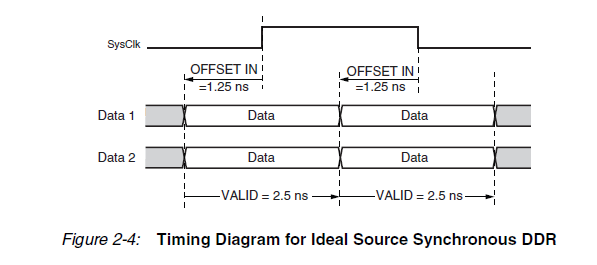 SysClk
OFFSET IN OFFSET IN
=1.25 ns =1.25 ns
Data 1 Data Data
Data 2 Data Data
VALID = 2.5 ns VALID = 2.5 ns
Figure 2-4: Timing Diagram for Ideal Source Synchronous DDR